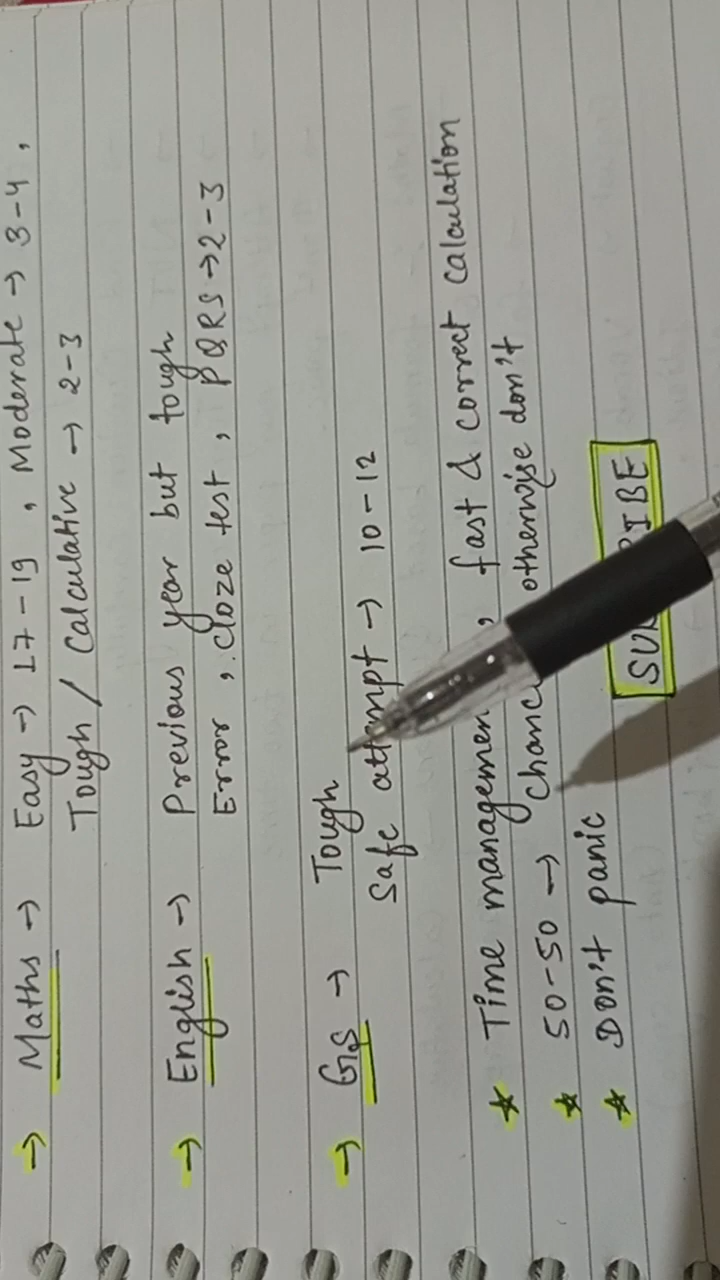 → Maths → Easy → 17-19 , Moderate → 3-4 ,
Tough / Calculative → 2-3
→ English → Previous year but tough
Error , cloze test , PQRS → 2-3
→ GS → Tough
Safe attempt → 10-12
★ Time managemen , fast & correct calculation
★ 50-50 → chanc otherwise don't
★ Don't panic